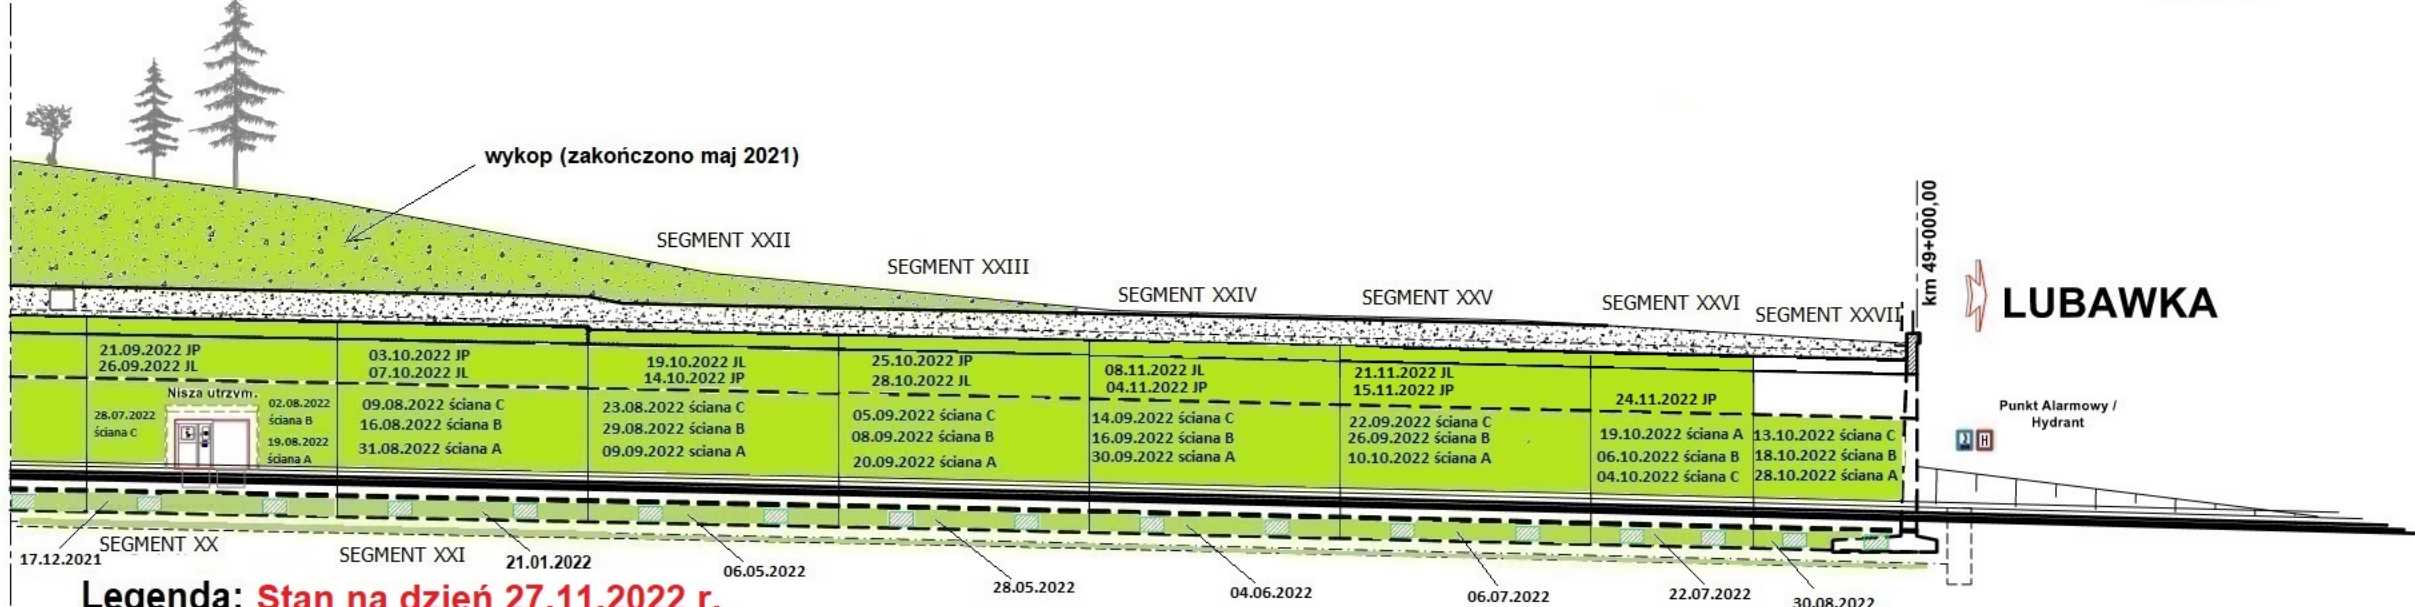 wykop (zakończono maj 2021)
SEGMENT XXII
SEGMENT XXIII
SEGMENT XXIV
SEGMENT XXV
SEGMENT XXVI
SEGMENT XXVII
km 49+000,00
LUBAWKA
21.09.2022 JP
26.09.2022 JL
03.10.2022 JP
07.10.2022 JL
19.10.2022 JL
14.10.2022 JP
25.10.2022 JP
28.10.2022 JL
08.11.2022 JL
04.11.2022 JP
21.11.2022 JL
15.11.2022 JP
24.11.2022 JP
Nisza utrzym.
28.07.2022
ściana C
02.08.2022
ściana B
19.08.2022
ściana A
09.08.2022 ściana C
16.08.2022 ściana B
31.08.2022 ściana A
23.08.2022 ściana C
29.08.2022 ściana B
09.09.2022 sciana A
05.09.2022 ściana C
08.09.2022 ściana B
20.09.2022 ściana A
14.09.2022 ściana C
16.09.2022 ściana B
30.09.2022 sciana A
22.09.2022 ściana C
26.09.2022 ściana B
10.10.2022 ściana A
19.10.2022 ściana A
06.10.2022 ściana B
04.10.2022 ściana C
13.10.2022 ściana C
18.10.2022 ściana B
28.10.2022 ściana A
Punkt Alarmowy /
Hydrant
H
17.12.2021
SEGMENT XX
SEGMENT XXI
21.01.2022
06.05.2022
28.05.2022
04.06.2022
06.07.2022
22.07.2022
30.08.2022
Legenda: Stan na dzień 27.11.2022 r.